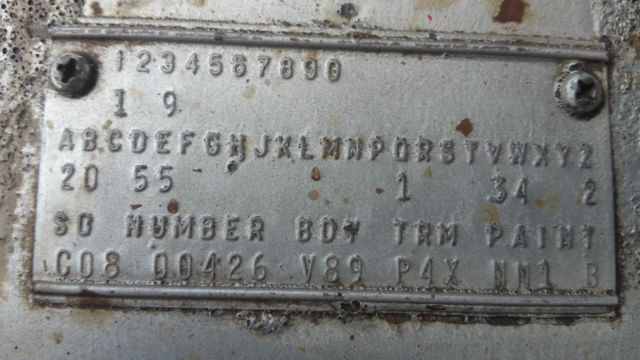 1234567890
1 9
ABCDEFGHJKLMNPQRSTVWXYZ
20 55 1 34 2
SO NUMBER BDY TRM PAINT
C08 00426 V89 P4X NN1 B